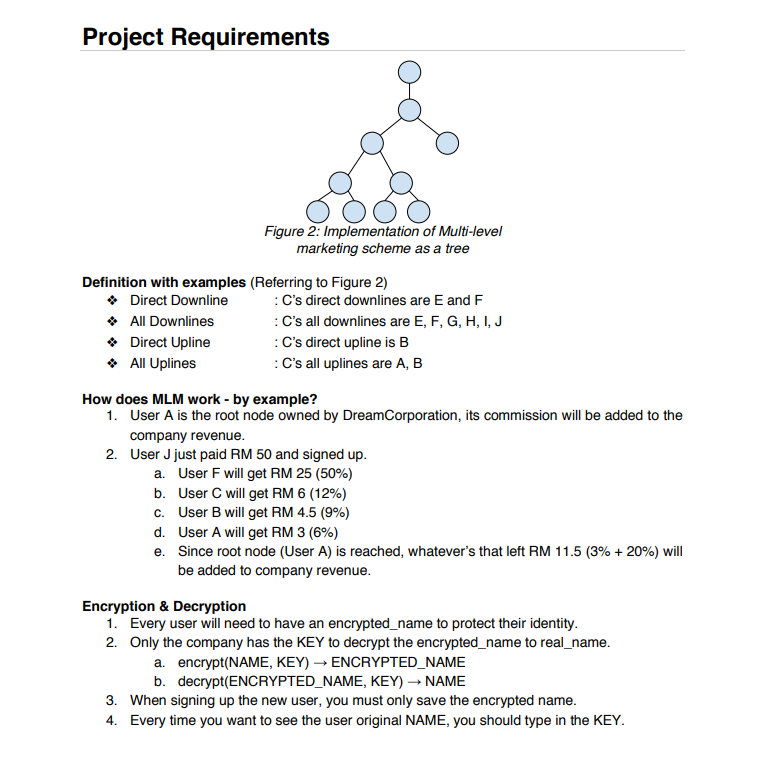 Project Requirements
Figure 2: Implementation of Multi-level
marketing scheme as a tree
Definition with examples (Referring to Figure 2)
❖ Direct Downline : C's direct downlines are E and F
❖ All Downlines : C's all downlines are E, F, G, H, I, J
❖ Direct Upline : C's direct upline is B
❖ All Uplines : C's all uplines are A, B
How does MLM work - by example?
1. User A is the root node owned by DreamCorporation, its commission will be added to the
company revenue.
2. User J just paid RM 50 and signed up.
a. User F will get RM 25 (50%)
b. User C will get RM 6 (12%)
c. User B will get RM 4.5 (9%)
d. User A will get RM 3 (6%)
e. Since root node (User A) is reached, whatever's that left RM 11.5 (3% + 20%) will
be added to company revenue.
Encryption & Decryption
1. Every user will need to have an encrypted_name to protect their identity.
2. Only the company has the KEY to decrypt the encrypted_name to real_name.
a. encrypt(NAME, KEY) → ENCRYPTED_NAME
b. decrypt(ENCRYPTED_NAME, KEY) → NAME
3. When signing up the new user, you must only save the encrypted name.
4. Every time you want to see the user original NAME, you should type in the KEY.